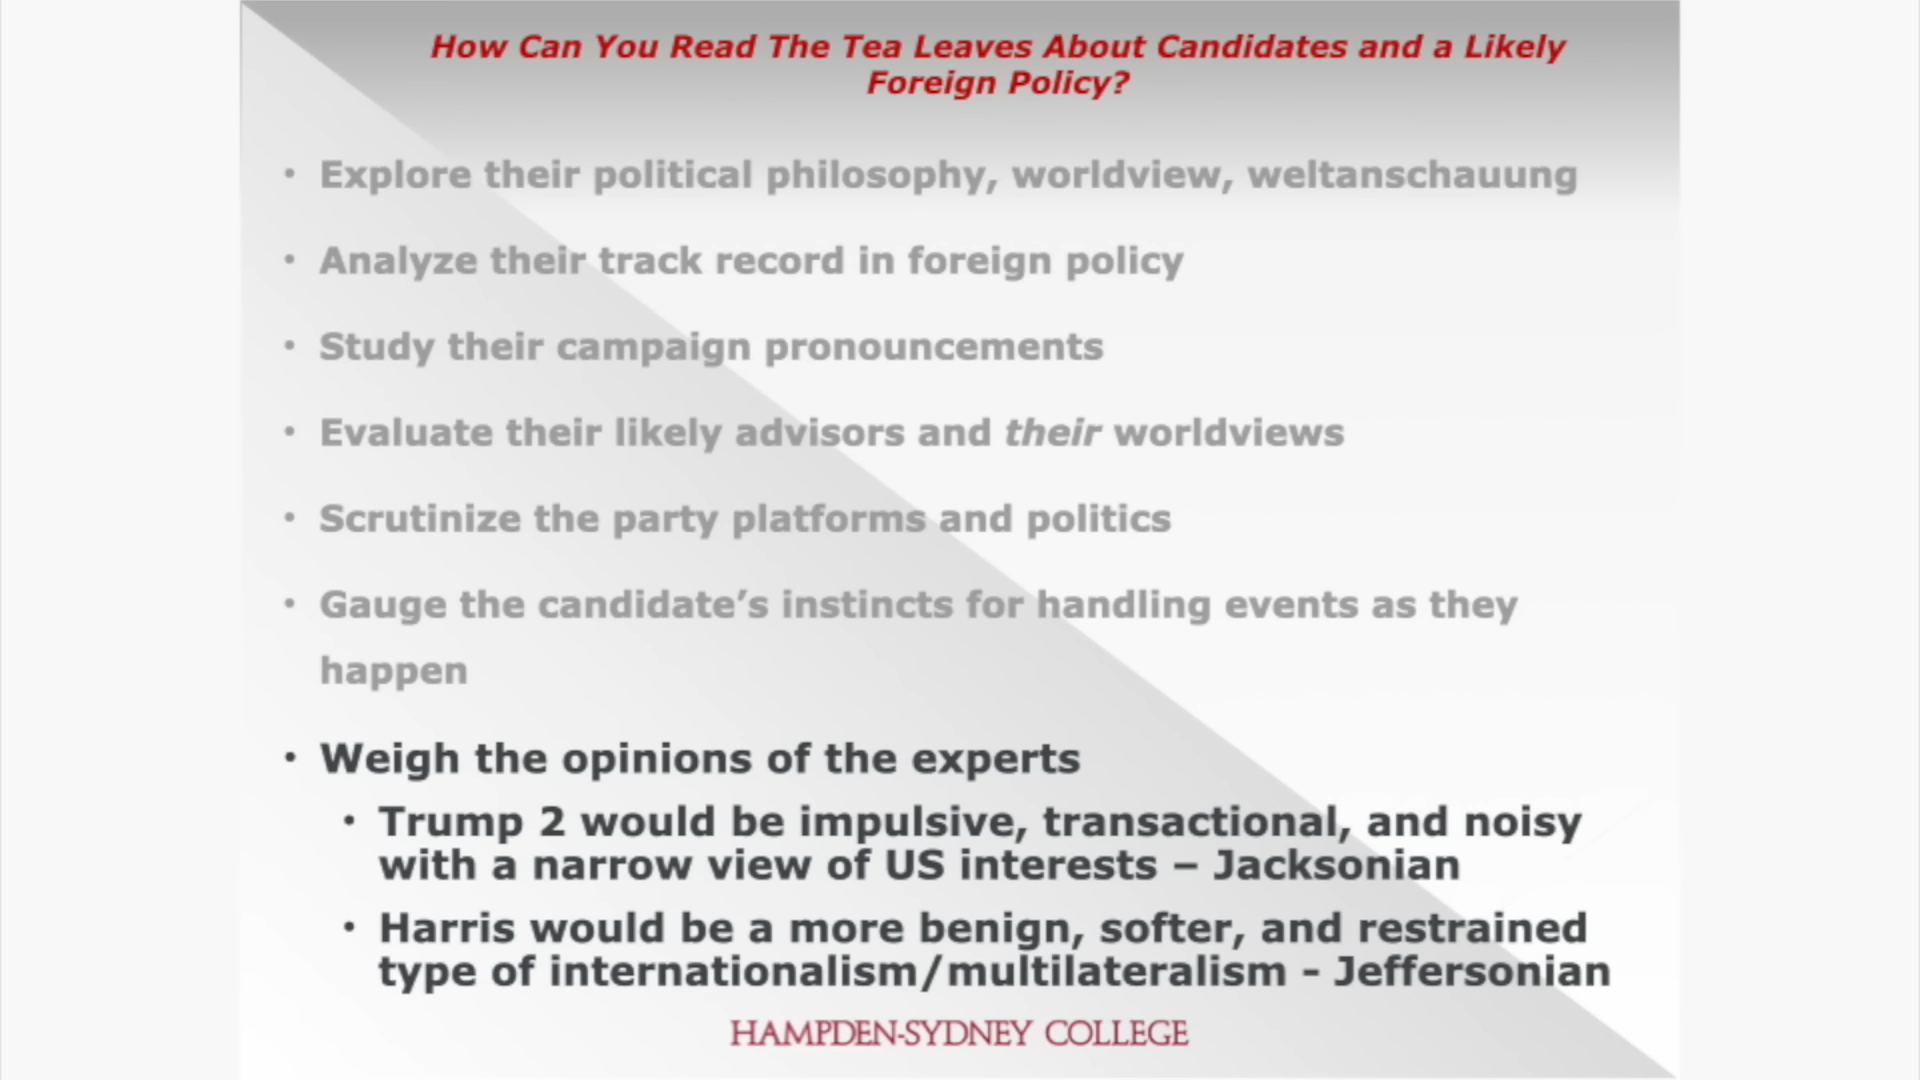 How Can You Read The Tea Leaves About Candidates and a Likely
Foreign Policy?
• Explore their political philosophy, worldview, weltanschauung
• Analyze their track record in foreign policy
• Study their campaign pronouncements
• Evaluate their likely advisors and their worldviews
• Scrutinize the party platforms and politics
• Gauge the candidate’s instincts for handling events as they
happen
• Weigh the opinions of the experts
• Trump 2 would be impulsive, transactional, and noisy
with a narrow view of US interests – Jacksonian
• Harris would be a more benign, softer, and restrained
type of internationalism/multilateralism - Jeffersonian
HAMPDEN-SYDNEY COLLEGE